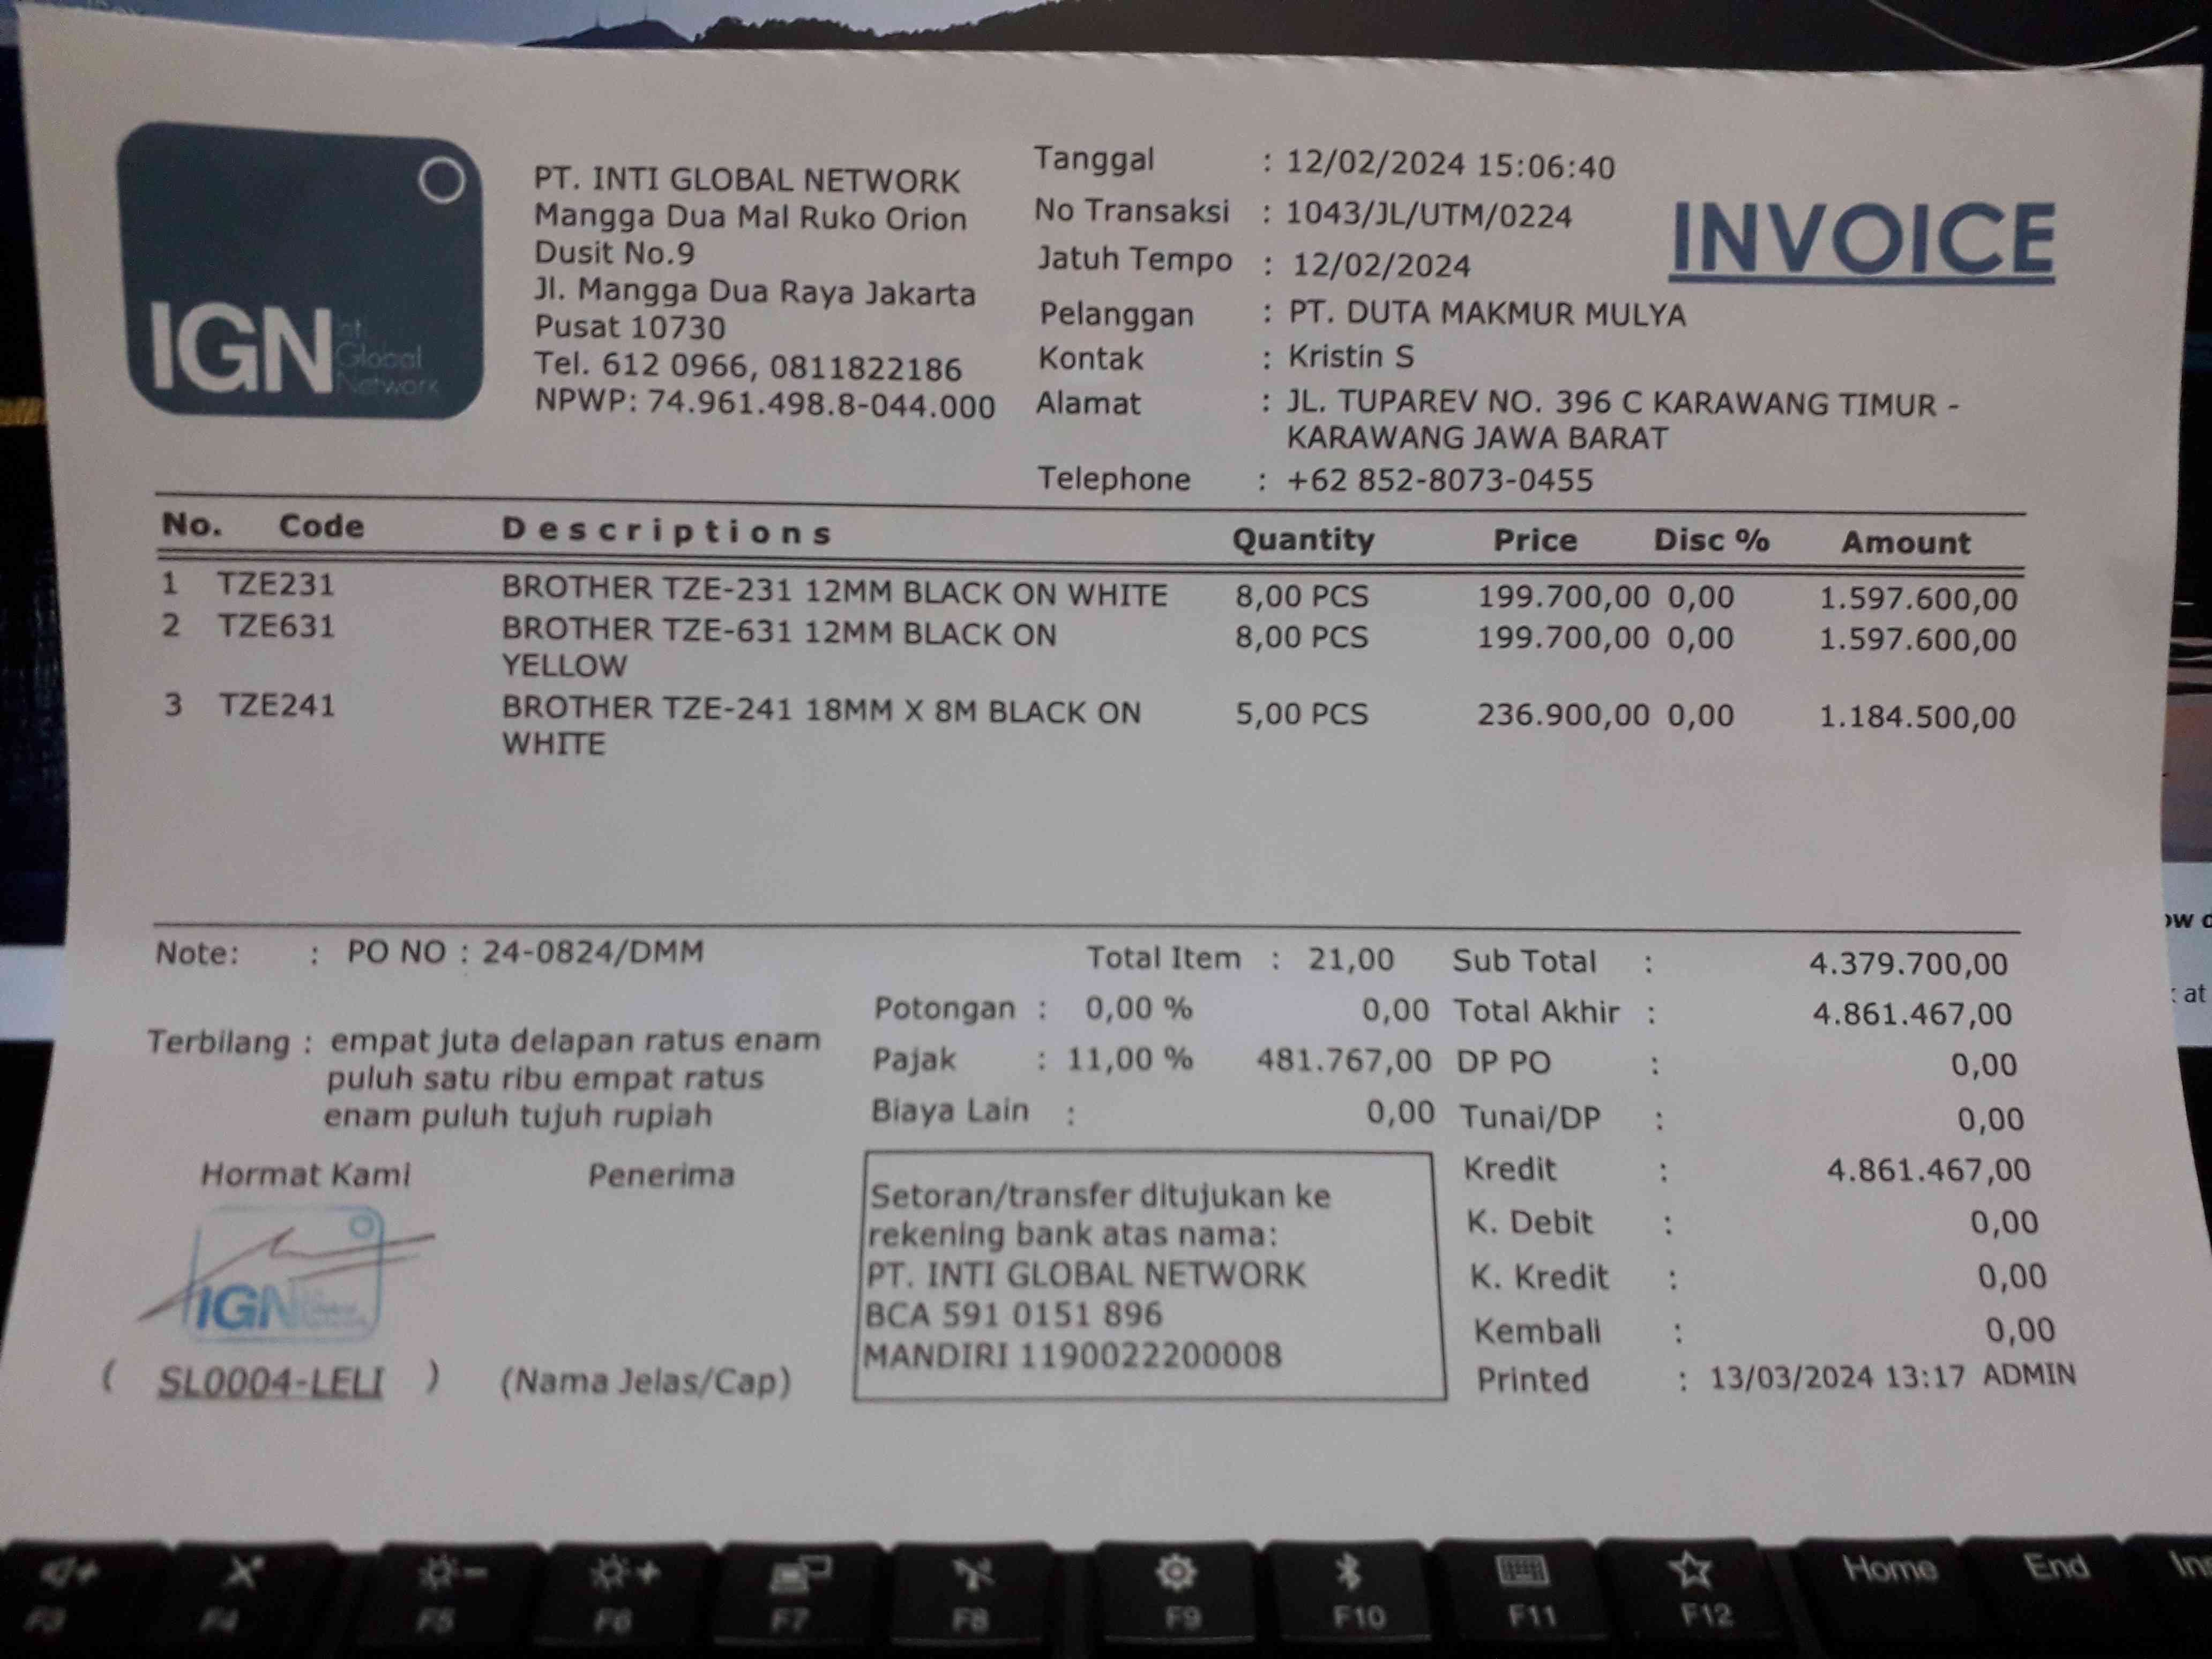 IGN
Inti
Global
Network
PT. INTI GLOBAL NETWORK
Mangga Dua Mal Ruko Orion
Dusit No.9
Jl. Mangga Dua Raya Jakarta
Pusat 10730
Tel. 612 0966, 0811822186
NPWP: 74.961.498.8-044.000
Tanggal : 12/02/2024 15:06:40
No Transaksi : 1043/JL/UTM/0224
Jatuh Tempo : 12/02/2024
Pelanggan : PT. DUTA MAKMUR MULYA
Kontak : Kristin S
Alamat : JL. TUPAREV NO. 396 C KARAWANG TIMUR -
KARAWANG JAWA BARAT
Telephone : +62 852-8073-0455
INVOICE
No. Code Descriptions Quantity Price Disc % Amount
1 TZE231 BROTHER TZE-231 12MM BLACK ON WHITE 8,00 PCS 199.700,00 0,00 1.597.600,00
2 TZE631 BROTHER TZE-631 12MM BLACK ON 8,00 PCS 199.700,00 0,00 1.597.600,00
YELLOW
3 TZE241 BROTHER TZE-241 18MM X 8M BLACK ON 5,00 PCS 236.900,00 0,00 1.184.500,00
WHITE
Note: : PO NO : 24-0824/DMM
Terbilang : empat juta delapan ratus enam
puluh satu ribu empat ratus
enam puluh tujuh rupiah
Total Item : 21,00
Potongan : 0,00 % 0,00
Pajak : 11,00 % 481.767,00
Biaya Lain : 0,00
Sub Total : 4.379.700,00
Total Akhir : 4.861.467,00
DP PO : 0,00
Tunai/DP : 0,00
Kredit : 4.861.467,00
K. Debit : 0,00
K. Kredit : 0,00
Kembali : 0,00
Printed : 13/03/2024 13:17 ADMIN
Hormat Kami
IGN
( SL0004-LELI )
Penerima
(Nama Jelas/Cap)
Setoran/transfer ditujukan ke
rekening bank atas nama:
PT. INTI GLOBAL NETWORK
BCA 591 0151 896
MANDIRI 1190022200008
at
F3 F4 F5 F6 F7 F8 F9 F10 F11 F12 Home End